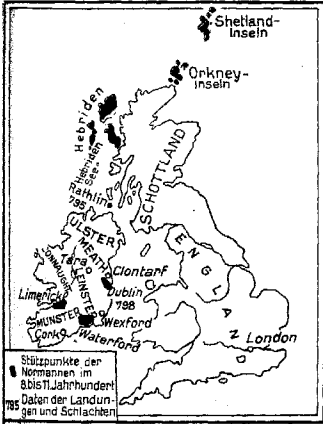 Shetland-
Inseln
Orkney-
inseln
Hebriden
Hebriden
See
Rathlin
795
SCHOTTLAND
ULSTER
MEATH
CONNAUGHT
Tara
LEINSTER
Clontarf
Dublin
798
Limerick
MUNSTER
Wexford
Cork
Waterford
ENGLAN
London
Stützpunkte der
Normannen im
8.bis 11.Jahrhundert
795 Daten der Landun-
gen und Schlachten